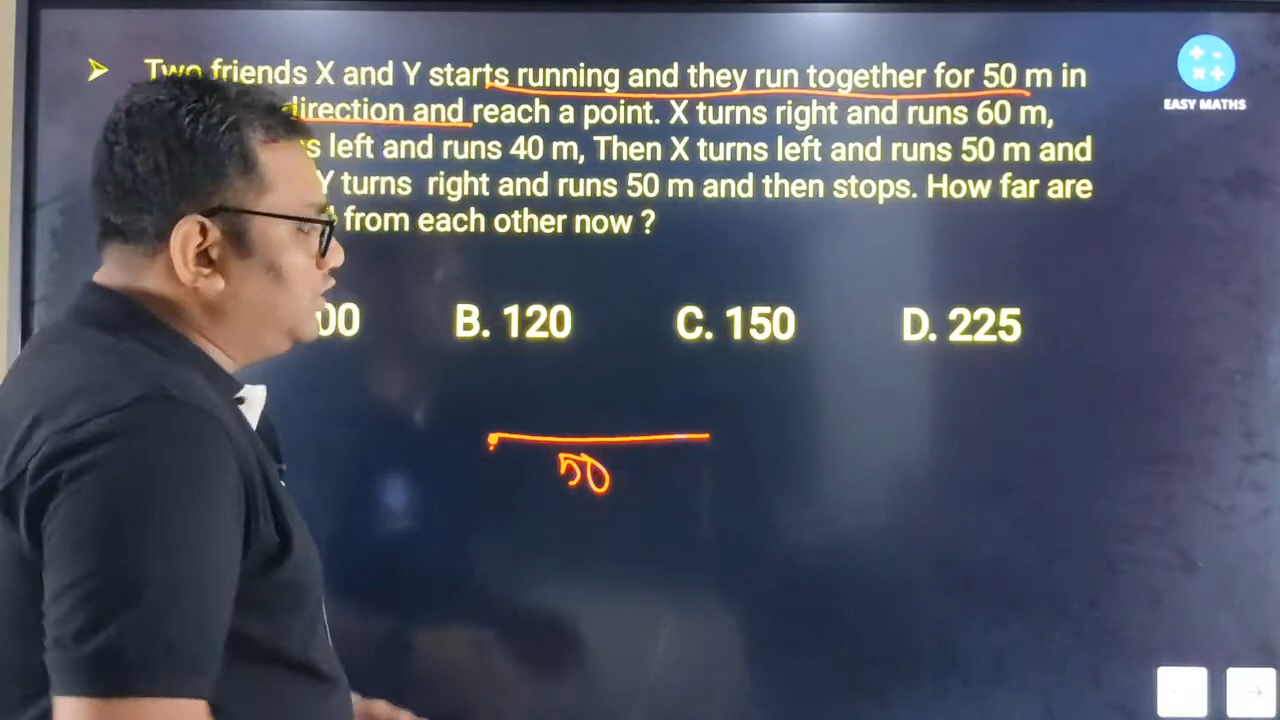 Two friends X and Y starts running and they run together for 50 m in
direction and reach a point. X turns right and runs 60 m,
left and runs 40 m, Then X turns left and runs 50 m and
Y turns right and runs 50 m and then stops. How far are
from each other now ?
00 B. 120 C. 150 D. 225
50
EASY MATHS